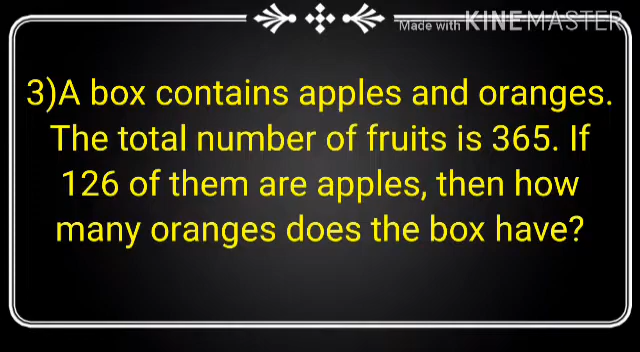 Made with KINEMASTER
3)A box contains apples and oranges.
The total number of fruits is 365. If
126 of them are apples, then how
many oranges does the box have?